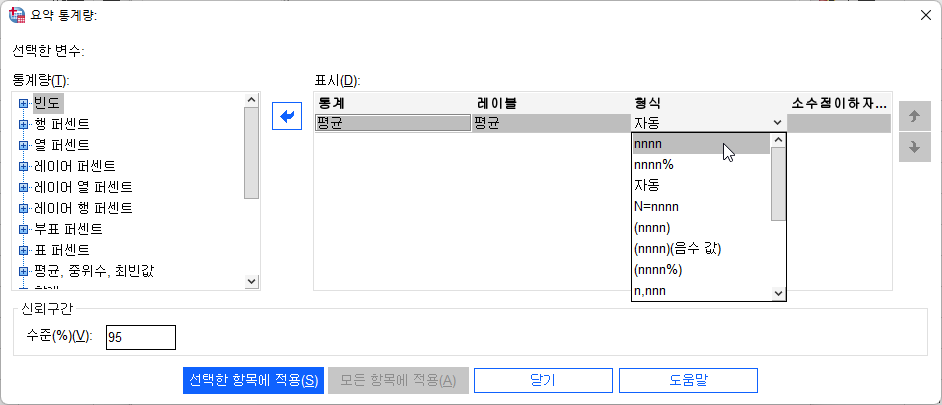 요약 통계량:
선택한 변수:
통계량(T):
빈도
행 퍼센트
열 퍼센트
레이어 퍼센트
레이어 열 퍼센트
레이어 행 퍼센트
부표 퍼센트
표 퍼센트
평균, 중위수, 최빈값
표시(D):
통계 레이블 형식 소수점이하자...
평균 평균 자동
nnnn
nnnn%
자동
N=nnnn
(nnnn)
(nnnn)(음수 값)
(nnnn%)
n,nnn
신뢰구간
수준(%)(V): 95
선택한 항목에 적용(S) 모든 항목에 적용(A) 닫기 도움말